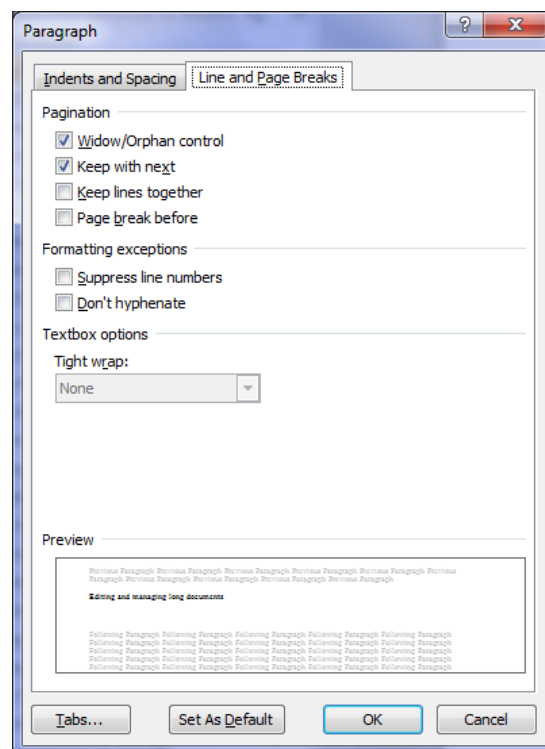 Paragraph
Indents and Spacing
Line and Page Breaks
Pagination
Widow/Orphan control
Keep with next
Keep lines together
Page break before
Formatting exceptions
Suppress line numbers
Don't hyphenate
Textbox options
Tight wrap:
None
Preview
Previous Paragraph Previous Paragraph Previous Paragraph Previous Paragraph Previous Paragraph Previous
Paragraph Previous Paragraph Previous Paragraph Previous Paragraph Previous Paragraph
Editing and managing long documents
Following Paragraph Following Paragraph Following Paragraph Following Paragraph Following Paragraph
Following Paragraph Following Paragraph Following Paragraph Following Paragraph Following Paragraph
Following Paragraph Following Paragraph Following Paragraph Following Paragraph Following Paragraph
Following Paragraph Following Paragraph Following Paragraph Following Paragraph Following Paragraph
Following Paragraph Following Paragraph Following Paragraph Following Paragraph Following Paragraph
Tabs...
Set As Default
OK
Cancel